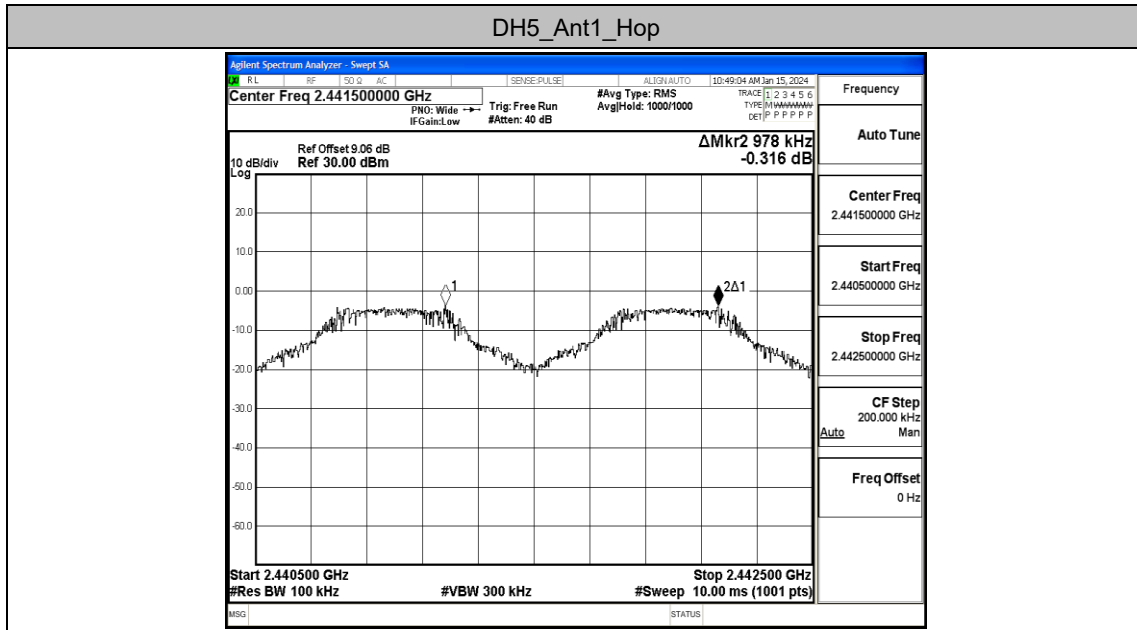 DH5_Ant1_Hop
Agilent Spectrum Analyzer - Swept SA
RL RF 50 Ω AC SENSE:PULSE ALIGN AUTO 10:49:04 AM Jan 15, 2024
Center Freq 2.441500000 GHz
PNO: Wide
IFGain:Low
Trig: Free Run
#Atten: 40 dB
#Avg Type: RMS
Avg|Hold: 1000/1000
TRACE 1 2 3 4 5 6
TYPE M WWWWW
DET P P P P P P
Frequency
Auto Tune
Center Freq
2.441500000 GHz
Start Freq
2.440500000 GHz
Stop Freq
2.442500000 GHz
CF Step
200.000 kHz
Auto Man
Freq Offset
0 Hz
ΔMkr2 978 kHz
-0.316 dB
Ref Offset 9.06 dB
10 dB/div Ref 30.00 dBm
Log
20.0
10.0
0.00
-10.0
-20.0
-30.0
-40.0
-50.0
-60.0
1
2Δ1
Start 2.440500 GHz Stop 2.442500 GHz
#Res BW 100 kHz #VBW 300 kHz #Sweep 10.00 ms (1001 pts)
MSG STATUS